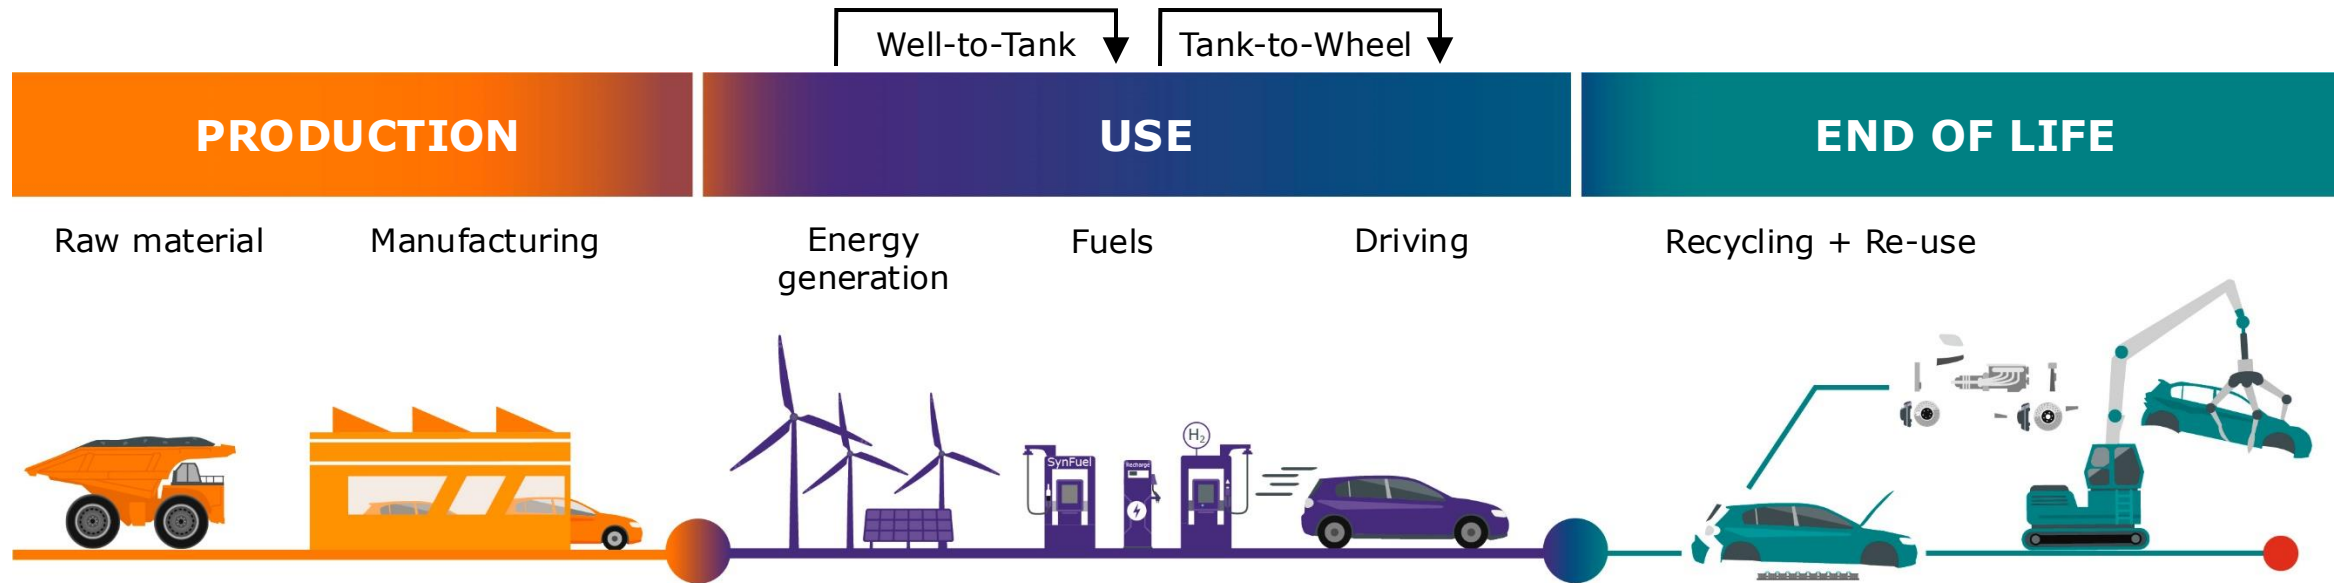 Well-to-Tank
Tank-to-Wheel
PRODUCTION
USE
END OF LIFE
Raw material
Manufacturing
Energy
generation
Fuels
Driving
Recycling + Re-use
H₂
SynFuel
Recharge